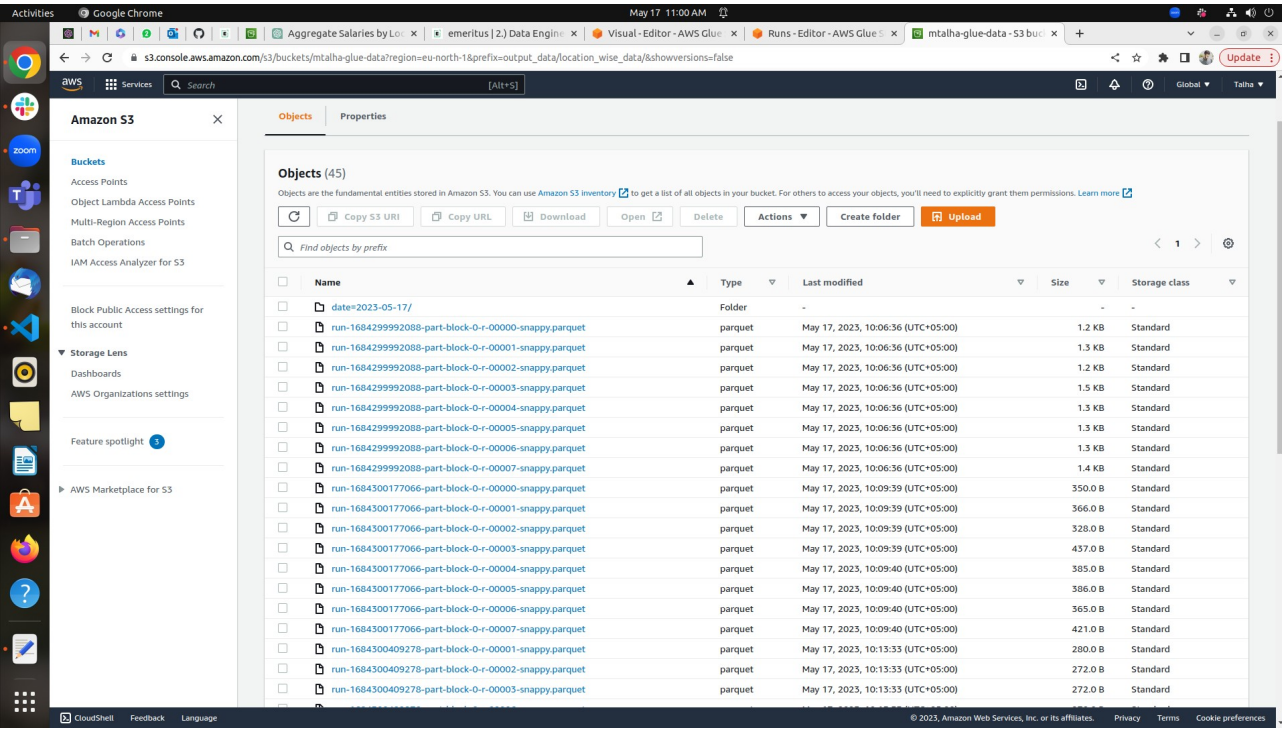 Activities Google Chrome May 17 11:00 AM
Aggregate Salaries by Loc × emeritus | 2.) Data Engine × Visual - Editor - AWS Glue × Runs - Editor - AWS Glue S × mtalha-glue-data - S3 buc × +
s3.console.aws.amazon.com/s3/buckets/mtalha-glue-data?region=eu-north-1&prefix=output_data/location_wise_data/&showversions=false Update
aws Services Search [Alt+S] Global Talha
Amazon S3
Buckets
Access Points
Object Lambda Access Points
Multi-Region Access Points
Batch Operations
IAM Access Analyzer for S3
Block Public Access settings for
this account
Storage Lens
Dashboards
AWS Organizations settings
Feature spotlight 3
AWS Marketplace for S3
zoom
Objects Properties
Objects (45)
Objects are the fundamental entities stored in Amazon S3. You can use Amazon S3 inventory to get a list of all objects in your bucket. For others to access your objects, you'll need to explicitly grant them permissions. Learn more
Copy S3 URI Copy URL Download Open Delete Actions Create folder Upload
Find objects by prefix 1
Name Type Last modified Size Storage class
date=2023-05-17/ Folder - - -
run-1684299992088-part-block-0-r-00000-snappy.parquet parquet May 17, 2023, 10:06:36 (UTC+05:00) 1.2 KB Standard
run-1684299992088-part-block-0-r-00001-snappy.parquet parquet May 17, 2023, 10:06:36 (UTC+05:00) 1.3 KB Standard
run-1684299992088-part-block-0-r-00002-snappy.parquet parquet May 17, 2023, 10:06:36 (UTC+05:00) 1.2 KB Standard
run-1684299992088-part-block-0-r-00003-snappy.parquet parquet May 17, 2023, 10:06:36 (UTC+05:00) 1.5 KB Standard
run-1684299992088-part-block-0-r-00004-snappy.parquet parquet May 17, 2023, 10:06:36 (UTC+05:00) 1.3 KB Standard
run-1684299992088-part-block-0-r-00005-snappy.parquet parquet May 17, 2023, 10:06:36 (UTC+05:00) 1.3 KB Standard
run-1684299992088-part-block-0-r-00006-snappy.parquet parquet May 17, 2023, 10:06:36 (UTC+05:00) 1.3 KB Standard
run-1684299992088-part-block-0-r-00007-snappy.parquet parquet May 17, 2023, 10:06:36 (UTC+05:00) 1.4 KB Standard
run-1684300177066-part-block-0-r-00000-snappy.parquet parquet May 17, 2023, 10:09:39 (UTC+05:00) 350.0 B Standard
run-1684300177066-part-block-0-r-00001-snappy.parquet parquet May 17, 2023, 10:09:39 (UTC+05:00) 366.0 B Standard
run-1684300177066-part-block-0-r-00002-snappy.parquet parquet May 17, 2023, 10:09:39 (UTC+05:00) 328.0 B Standard
run-1684300177066-part-block-0-r-00003-snappy.parquet parquet May 17, 2023, 10:09:39 (UTC+05:00) 437.0 B Standard
run-1684300177066-part-block-0-r-00004-snappy.parquet parquet May 17, 2023, 10:09:40 (UTC+05:00) 385.0 B Standard
run-1684300177066-part-block-0-r-00005-snappy.parquet parquet May 17, 2023, 10:09:40 (UTC+05:00) 386.0 B Standard
run-1684300177066-part-block-0-r-00006-snappy.parquet parquet May 17, 2023, 10:09:40 (UTC+05:00) 365.0 B Standard
run-1684300177066-part-block-0-r-00007-snappy.parquet parquet May 17, 2023, 10:09:40 (UTC+05:00) 421.0 B Standard
run-1684300409278-part-block-0-r-00001-snappy.parquet parquet May 17, 2023, 10:13:33 (UTC+05:00) 280.0 B Standard
run-1684300409278-part-block-0-r-00002-snappy.parquet parquet May 17, 2023, 10:13:33 (UTC+05:00) 272.0 B Standard
run-1684300409278-part-block-0-r-00003-snappy.parquet parquet May 17, 2023, 10:13:33 (UTC+05:00) 272.0 B Standard
CloudShell Feedback Language © 2023, Amazon Web Services, Inc. or its affiliates. Privacy Terms Cookie preferences